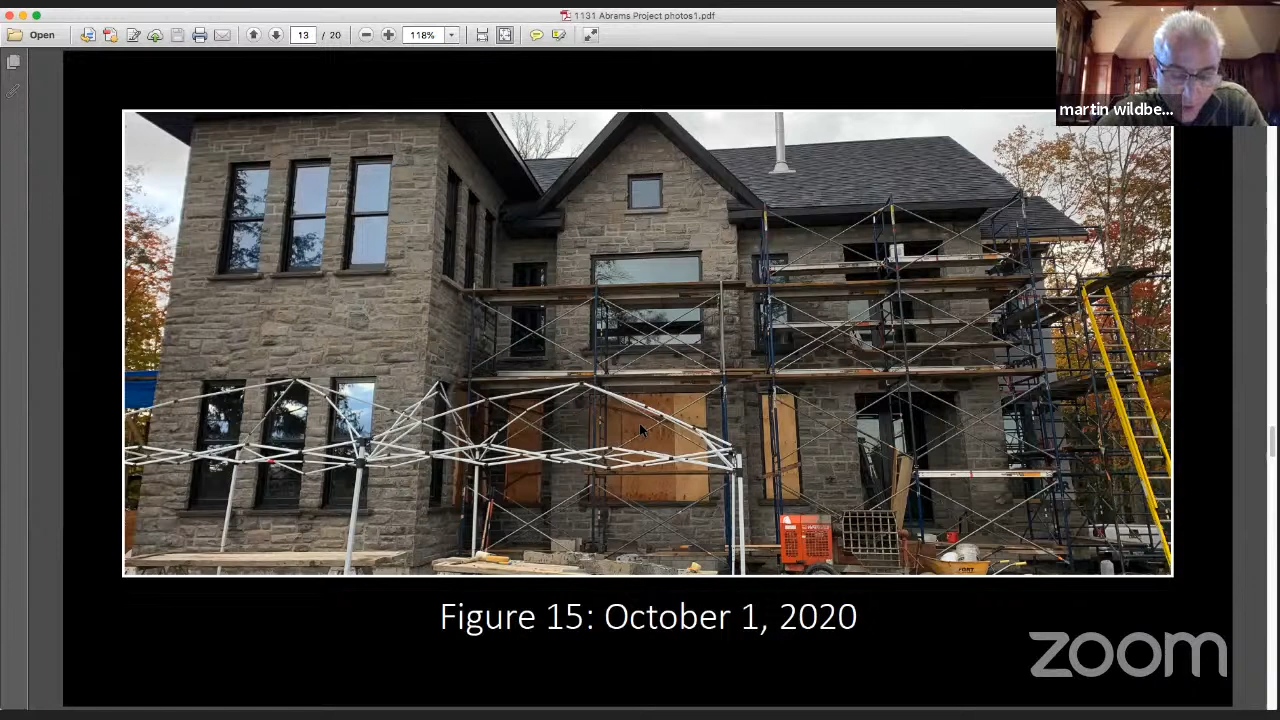 1131 Abrams Project photos1.pdf
Open
13 / 20
118%
martin wildbe...
Figure 15: October 1, 2020
zoom